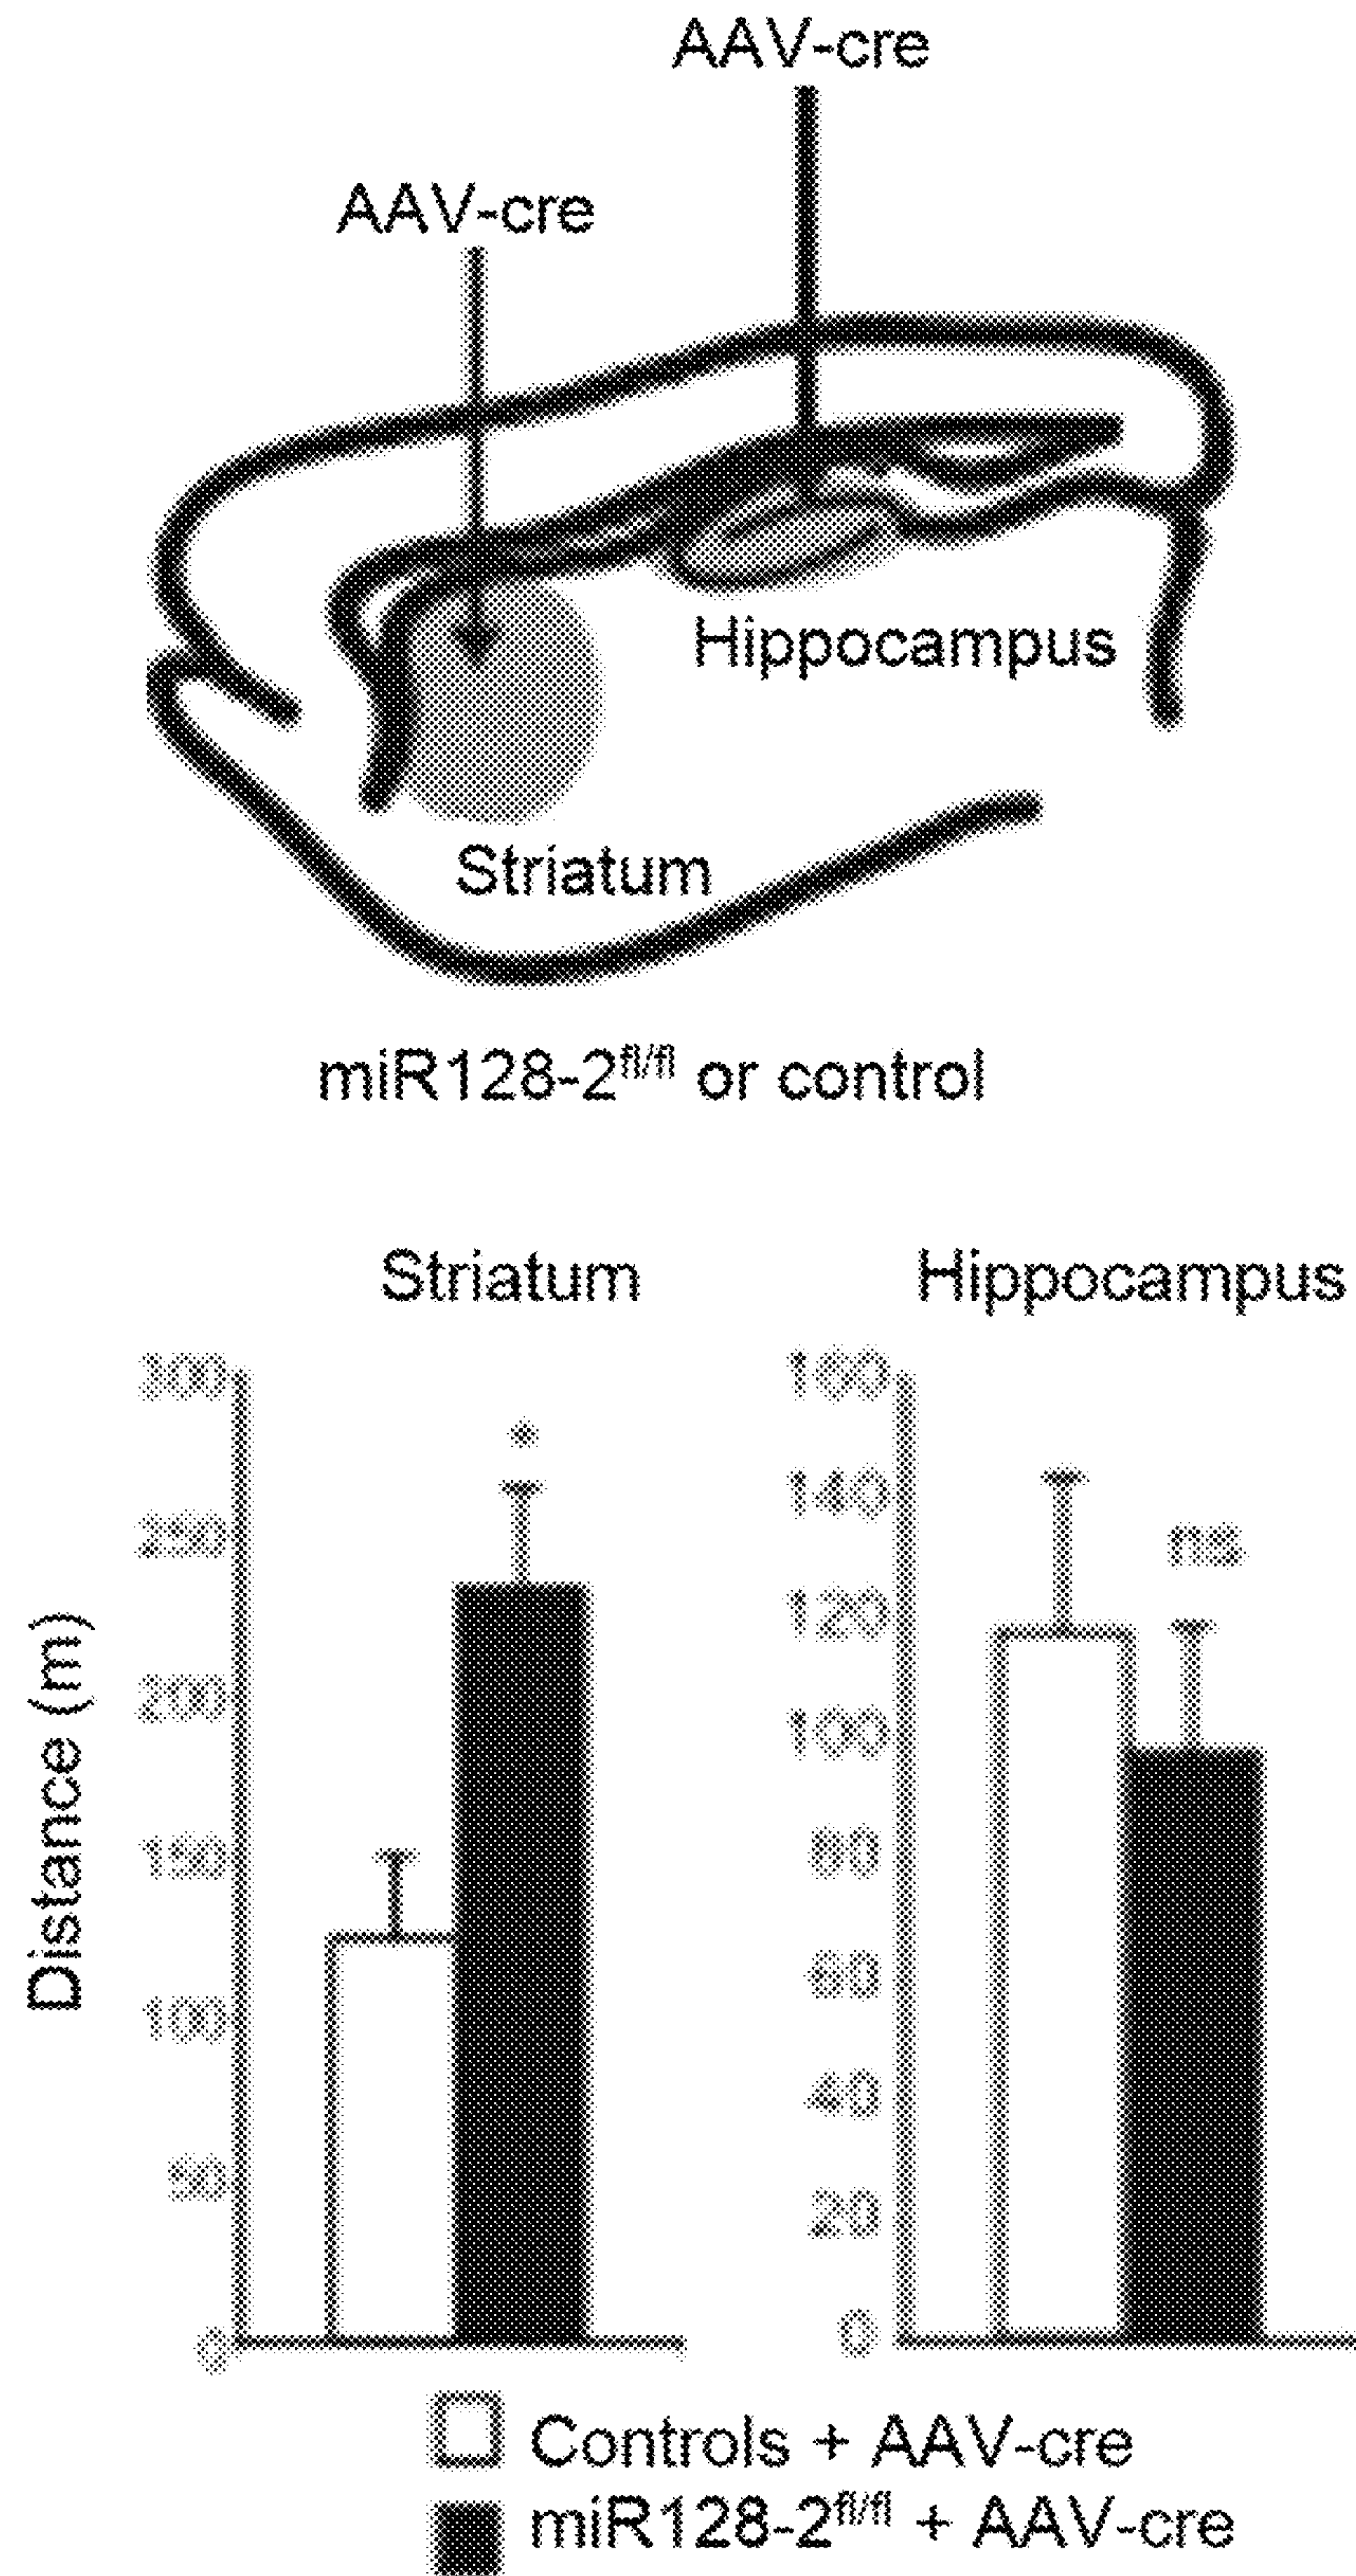 AAV-cre
AAV-cre
Hippocampus
Striatum
miR128-2fl/fl or control
Striatum
Hippocampus
Distance (m)
300
250
200
150
100
50
0
*
160
140
120
100
80
60
40
20
0
ns
Controls + AAV-cre
miR128-2fl/fl + AAV-cre